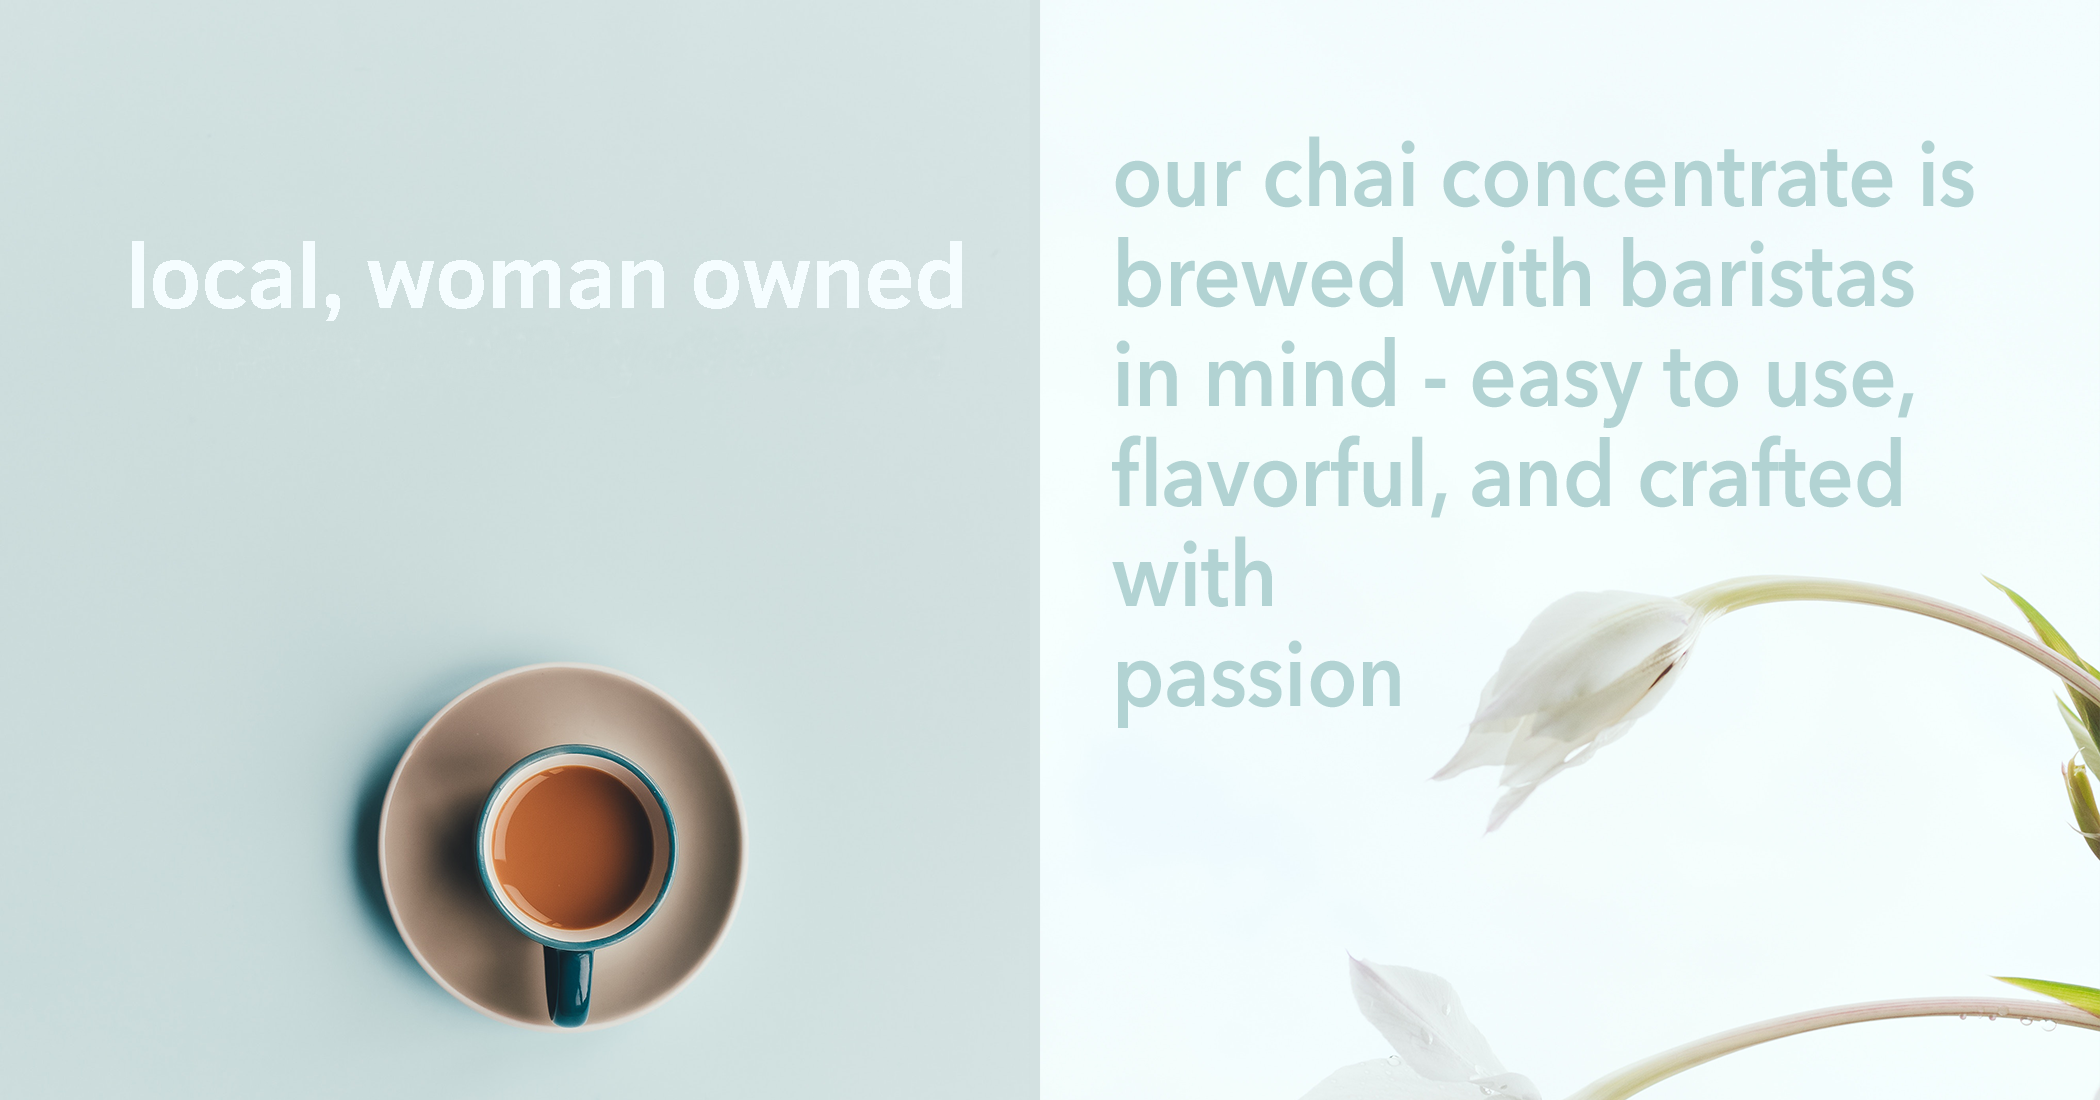 local, woman owned
our chai concentrate is
brewed with baristas
in mind - easy to use,
flavorful, and crafted
with
passion